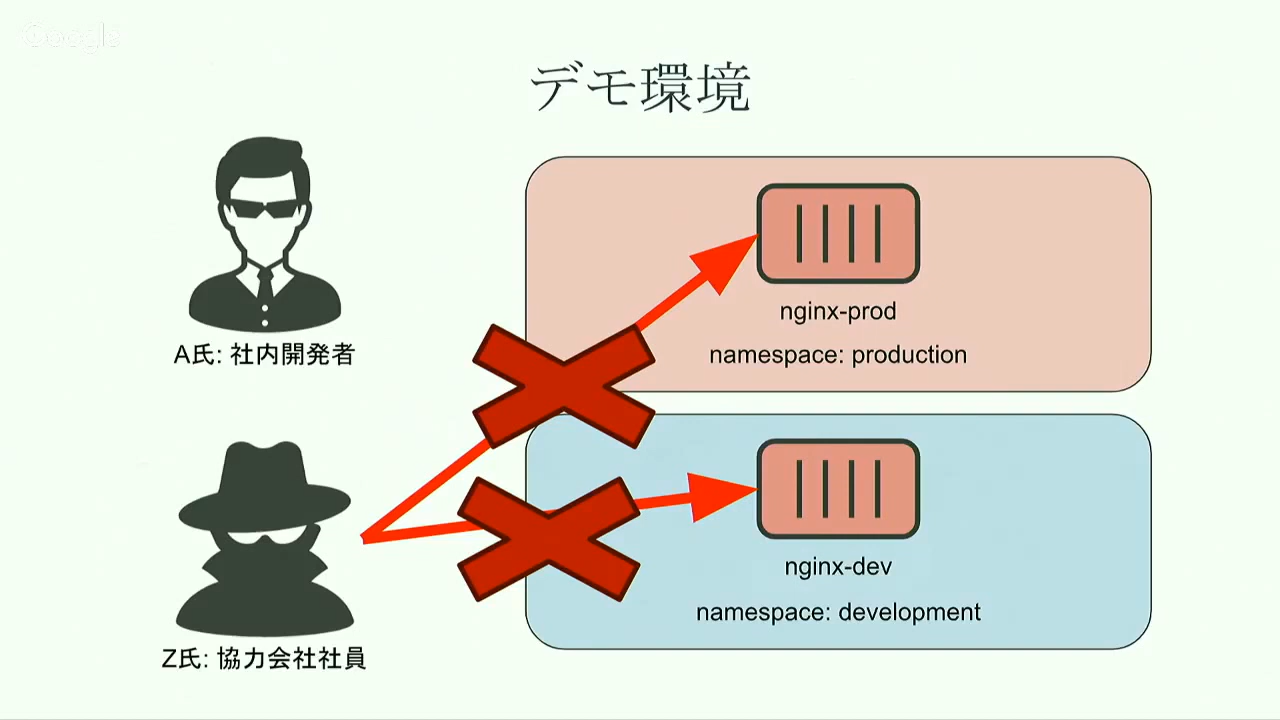 Google
デモ環境
A氏: 社内開発者
nginx-prod
namespace: production
Z氏: 協力会社社員
nginx-dev
namespace: development